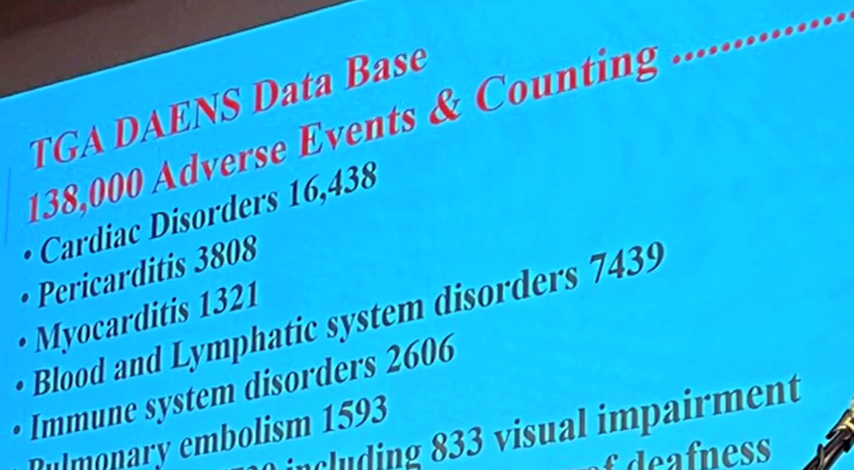 TGA DAENS Data Base
138,000 Adverse Events & Counting ....................
• Cardiac Disorders 16,438
• Pericarditis 3808
• Myocarditis 1321
• Blood and Lymphatic system disorders 7439
• Immune system disorders 2606
Pulmonary embolism 1593
including 833 visual impairment
of deafness